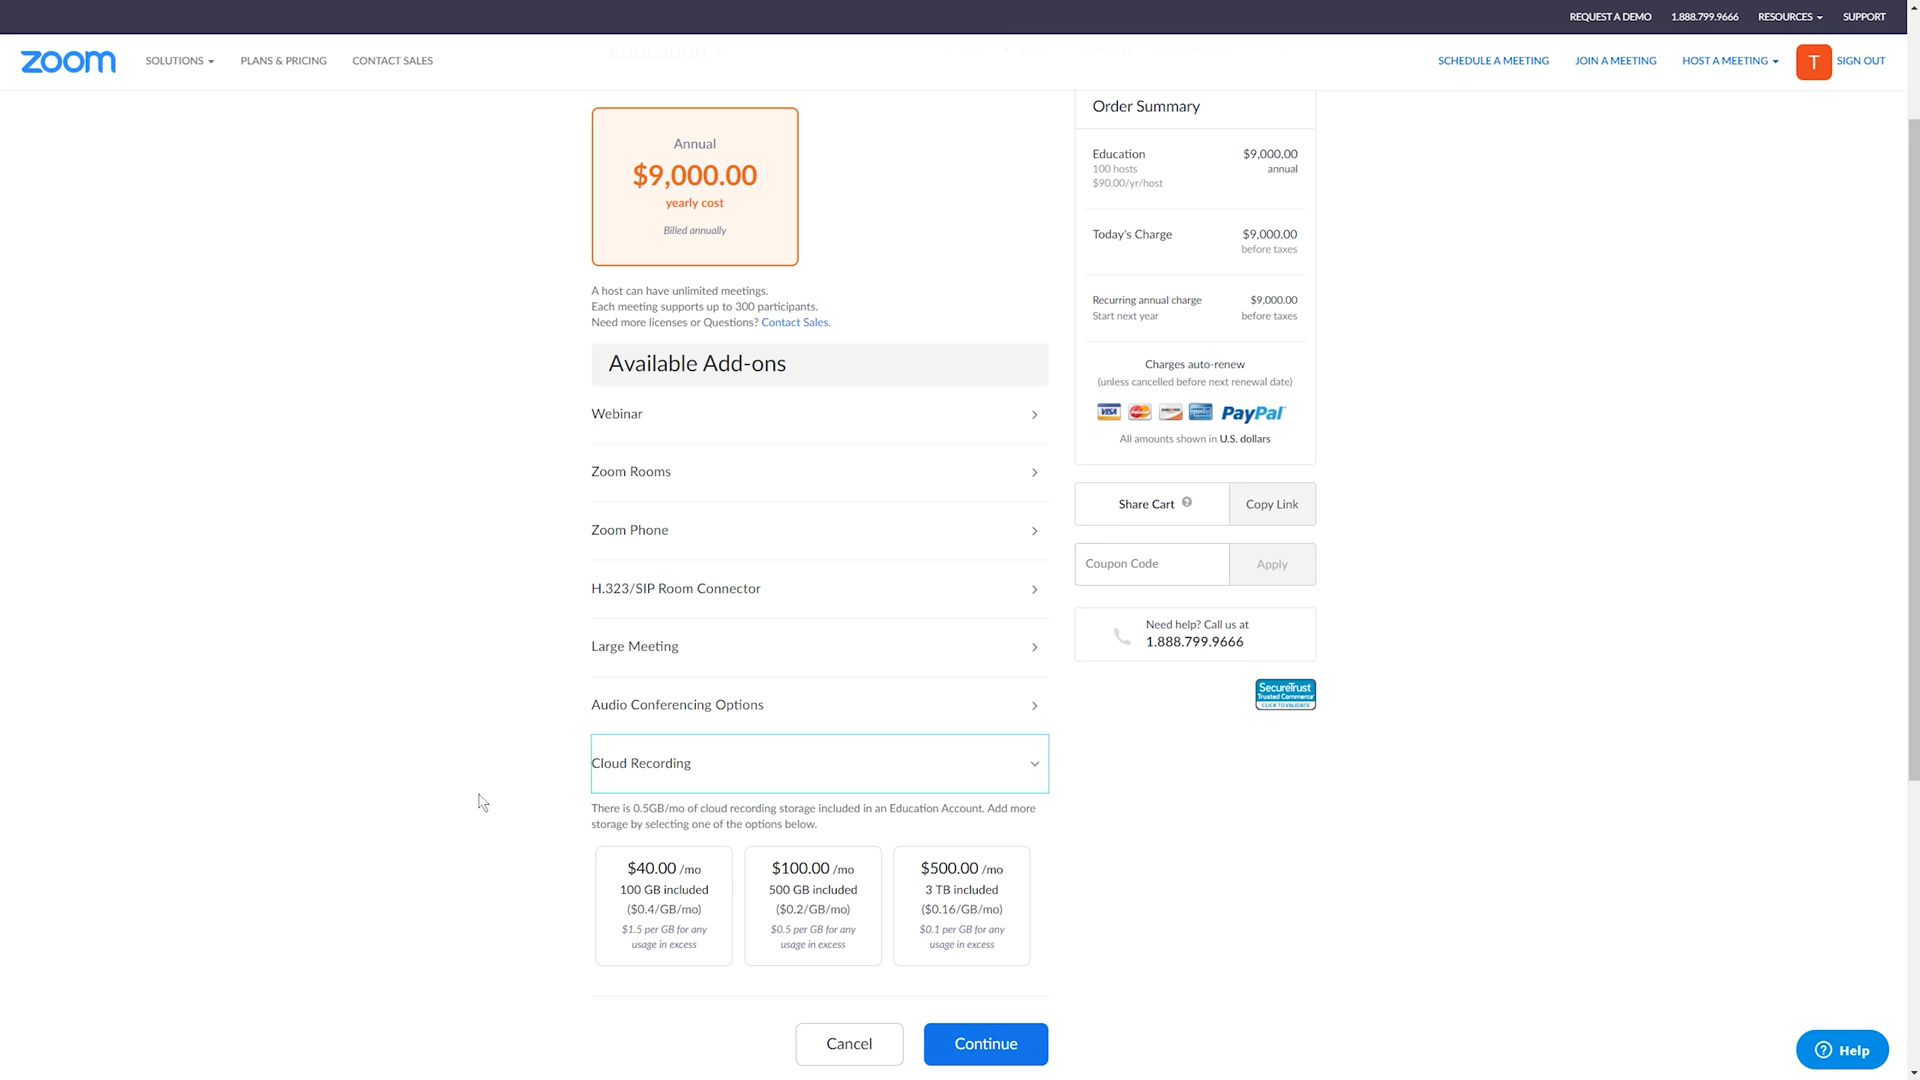 REQUEST A DEMO 1.888.799.9666 RESOURCES SUPPORT
zoom SOLUTIONS PLANS & PRICING CONTACT SALES SCHEDULE A MEETING JOIN A MEETING HOST A MEETING T SIGN OUT
Education
Annual
$9,000.00
yearly cost
Billed annually
A host can have unlimited meetings.
Each meeting supports up to 300 participants.
Need more licenses or Questions? Contact Sales.
Available Add-ons
Webinar
Zoom Rooms
Zoom Phone
H.323/SIP Room Connector
Large Meeting
Audio Conferencing Options
Cloud Recording
There is 0.5GB/mo of cloud recording storage included in an Education Account. Add more
storage by selecting one of the options below.
$40.00 /mo
100 GB included
($0.4/GB/mo)
$1.5 per GB for any
usage in excess
$100.00 /mo
500 GB included
($0.2/GB/mo)
$0.5 per GB for any
usage in excess
$500.00 /mo
3 TB included
($0.16/GB/mo)
$0.1 per GB for any
usage in excess
Cancel
Continue
Order Summary
Education $9,000.00
100 hosts annual
$90.00/yr/host
Today's Charge $9,000.00
before taxes
Recurring annual charge $9,000.00
Start next year before taxes
Charges auto-renew
(unless cancelled before next renewal date)
VISA PayPal
All amounts shown in U.S. dollars
Share Cart ? Copy Link
Coupon Code Apply
Need help? Call us at
1.888.799.9666
SecureTrust
Trusted Commerce
CLICK TO VALIDATE
? Help